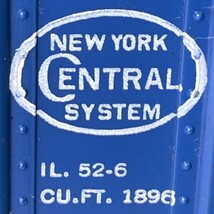 NEW YORK
CENTRAL
SYSTEM
IL. 52-6
CU.FT. 1896